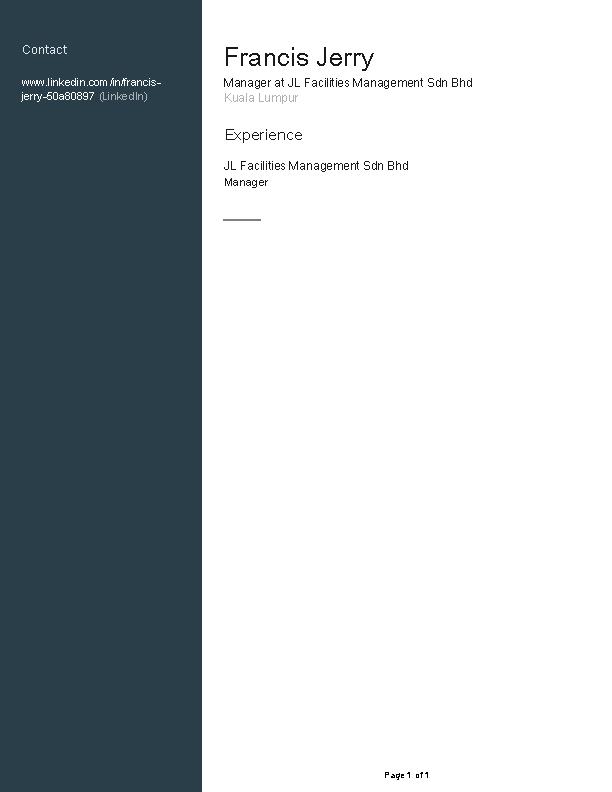 Contact
www.linkedin.com/in/francis-
jerry-50a80897 (LinkedIn)
Francis Jerry
Manager at JL Facilities Management Sdn Bhd
Kuala Lumpur
Experience
JL Facilities Management Sdn Bhd
Manager
Page 1 of 1